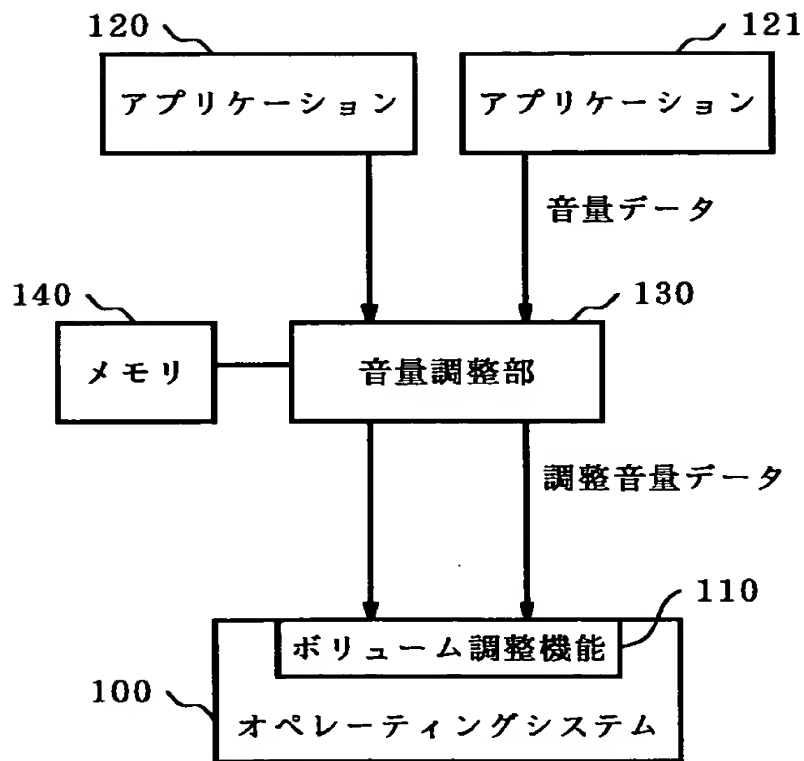 120
121
アプリケーション
アプリケーション
音量データ
140
130
メモリ
音量調整部
調整音量データ
110
ボリューム調整機能
100
オペレーティングシステム